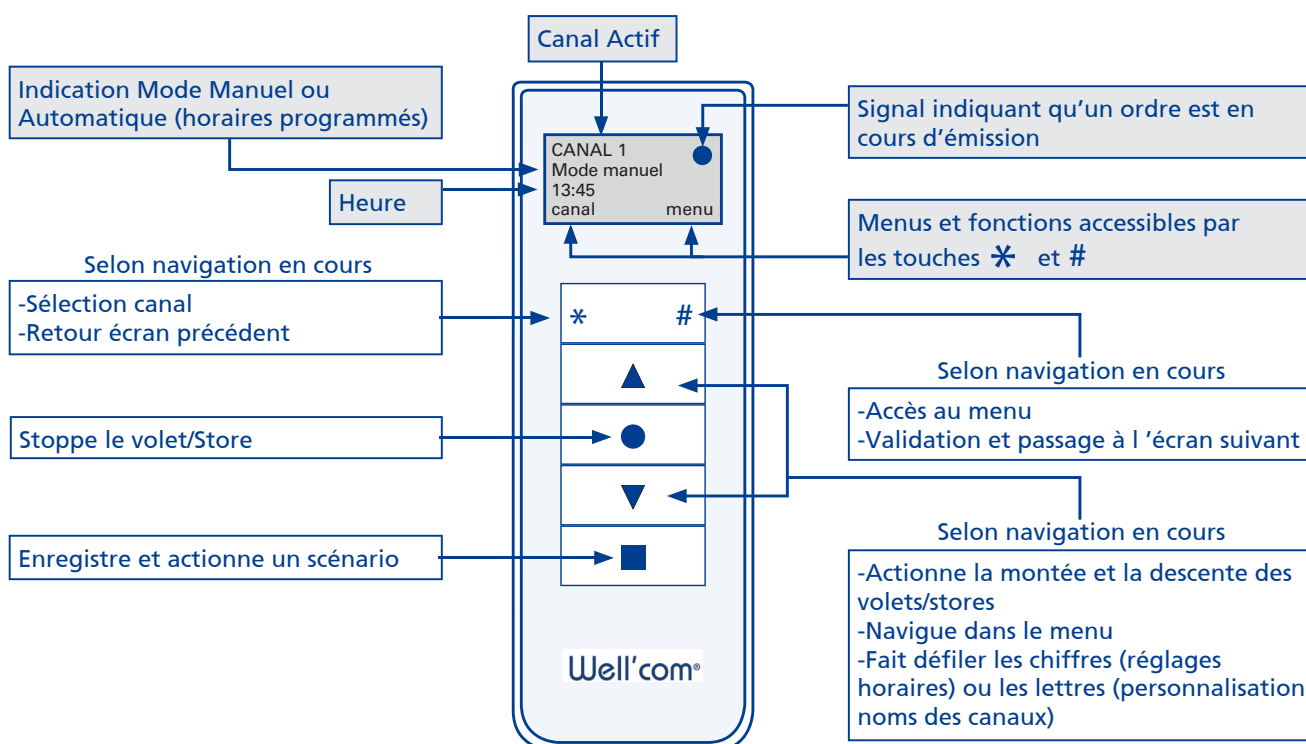 Canal Actif
Indication Mode Manuel ou
Automatique (horaires programmés)
Heure
Signal indiquant qu'un ordre est en
cours d'émission
CANAL 1
Mode manuel
13:45
canal menu
Menus et fonctions accessibles par
les touches * et #
Selon navigation en cours
-Sélection canal
-Retour écran précédent
* #
Selon navigation en cours
-Accès au menu
-Validation et passage à l 'écran suivant
Stoppe le volet/Store
Enregistre et actionne un scénario
Selon navigation en cours
-Actionne la montée et la descente des
volets/stores
-Navigue dans le menu
-Fait défiler les chiffres (réglages
horaires) ou les lettres (personnalisation
noms des canaux)
Well'com®